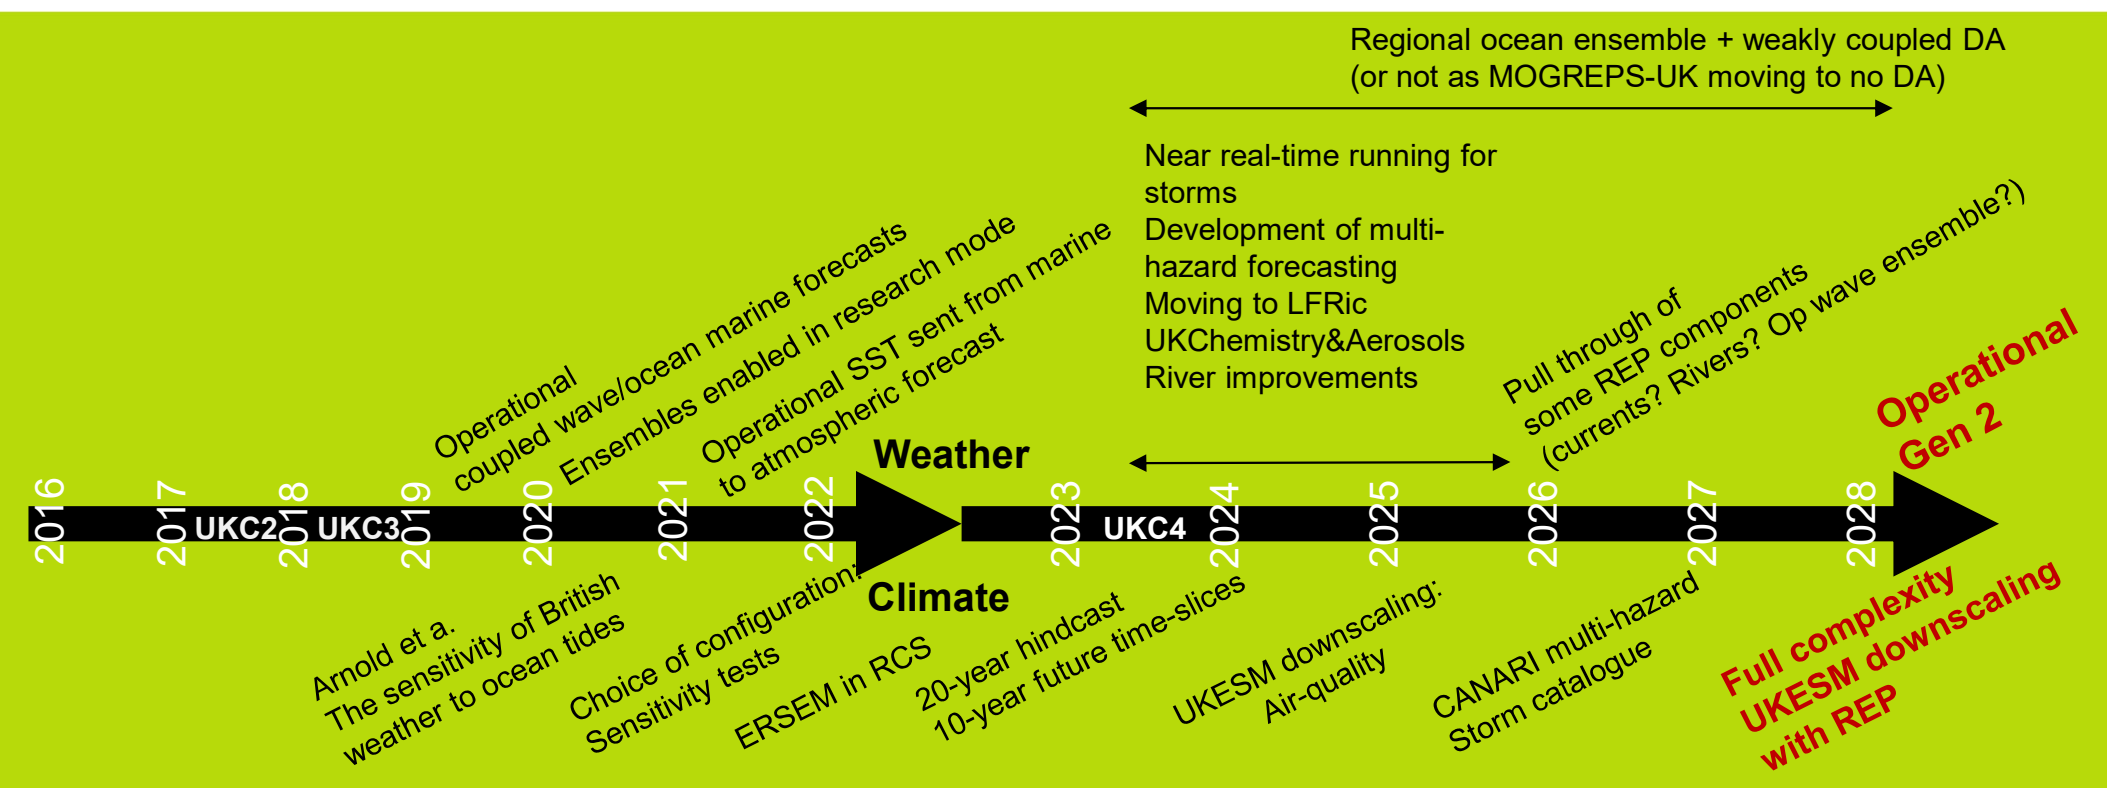 Regional ocean ensemble + weakly coupled DA
(or not as MOGREPS-UK moving to no DA)
Near real-time running for
storms
Development of multi-
hazard forecasting
Moving to LFRic
UKChemistry&Aerosols
River improvements
Operational
coupled wave/ocean marine forecasts
Ensembles enabled in research mode
Operational SST sent from marine
to atmospheric forecast
Pull through of
some REP components
(currents? Rivers? Op wave ensemble?)
Operational
Gen 2
Weather
2016
2017
UKC2
2018
UKC3
2019
2020
2021
2022
2023
UKC4
2024
2025
2026
2027
2028
Climate
Arnold et a.
The sensitivity of British
weather to ocean tides
Choice of configuration:
Sensitivity tests
ERSEM in RCS
20-year hindcast
10-year future time-slices
UKESM downscaling:
Air-quality
CANARI multi-hazard
Storm catalogue
Full complexity
UKESM downscaling
with REP